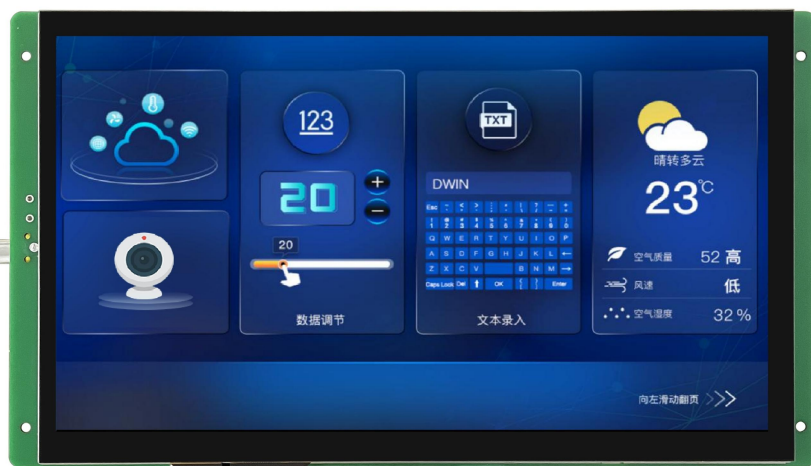 123
20
+
−
20
数据调节
TXT
DWIN
Q W E R T Y U I O P
A S D F G H J K L ←
Z X C V B N M →
Caps Lock Del ↑ OK { } Enter
文本录入
晴转多云
23℃
空气质量 52 高
风速 低
空气湿度 32 %
向左滑动翻页 >>>